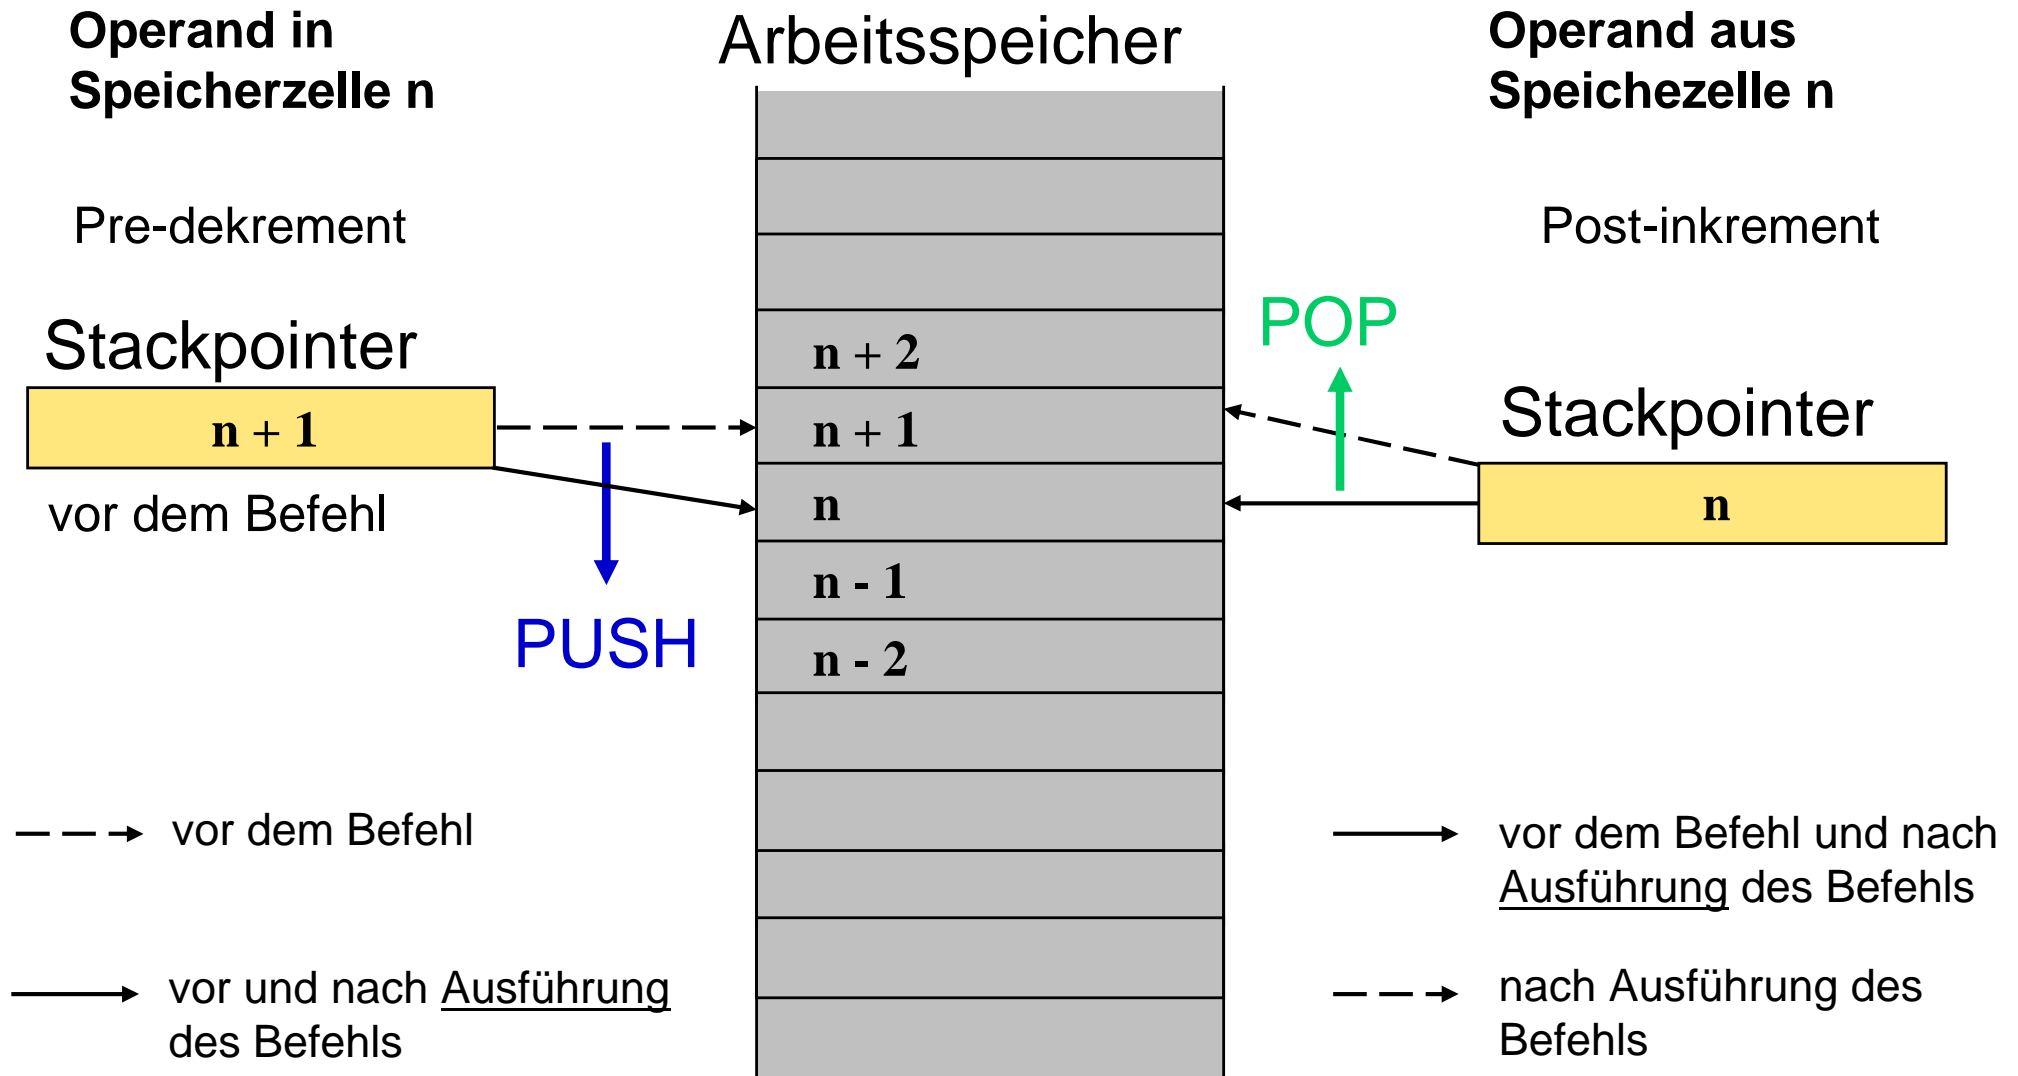 Operand in
Speicherzelle n
Pre-dekrement
Stackpointer
n + 1
vor dem Befehl
PUSH
Arbeitsspeicher
n + 2
n + 1
n
n - 1
n - 2
Operand aus
Speichezelle n
Post-inkrement
POP
Stackpointer
n
vor dem Befehl
vor und nach Ausführung
des Befehls
vor dem Befehl und nach
Ausführung des Befehls
nach Ausführung des
Befehls